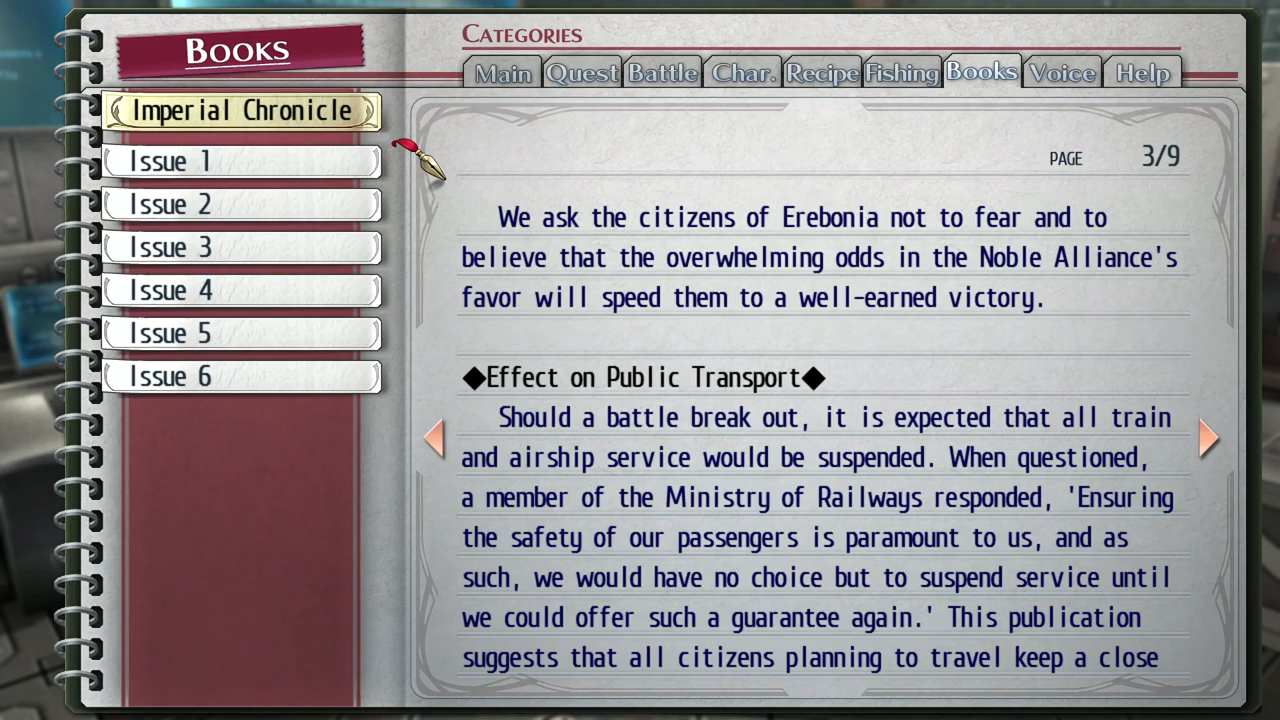 BOOKS
CATEGORIES
Main Quest Battle Char. Recipe Fishing Books Voice Help
Imperial Chronicle
Issue 1
Issue 2
Issue 3
Issue 4
Issue 5
Issue 6
PAGE 3/9
We ask the citizens of Erebonia not to fear and to
believe that the overwhelming odds in the Noble Alliance's
favor will speed them to a well-earned victory.
◆Effect on Public Transport◆
Should a battle break out, it is expected that all train
and airship service would be suspended. When questioned,
a member of the Ministry of Railways responded, 'Ensuring
the safety of our passengers is paramount to us, and as
such, we would have no choice but to suspend service until
we could offer such a guarantee again.' This publication
suggests that all citizens planning to travel keep a close